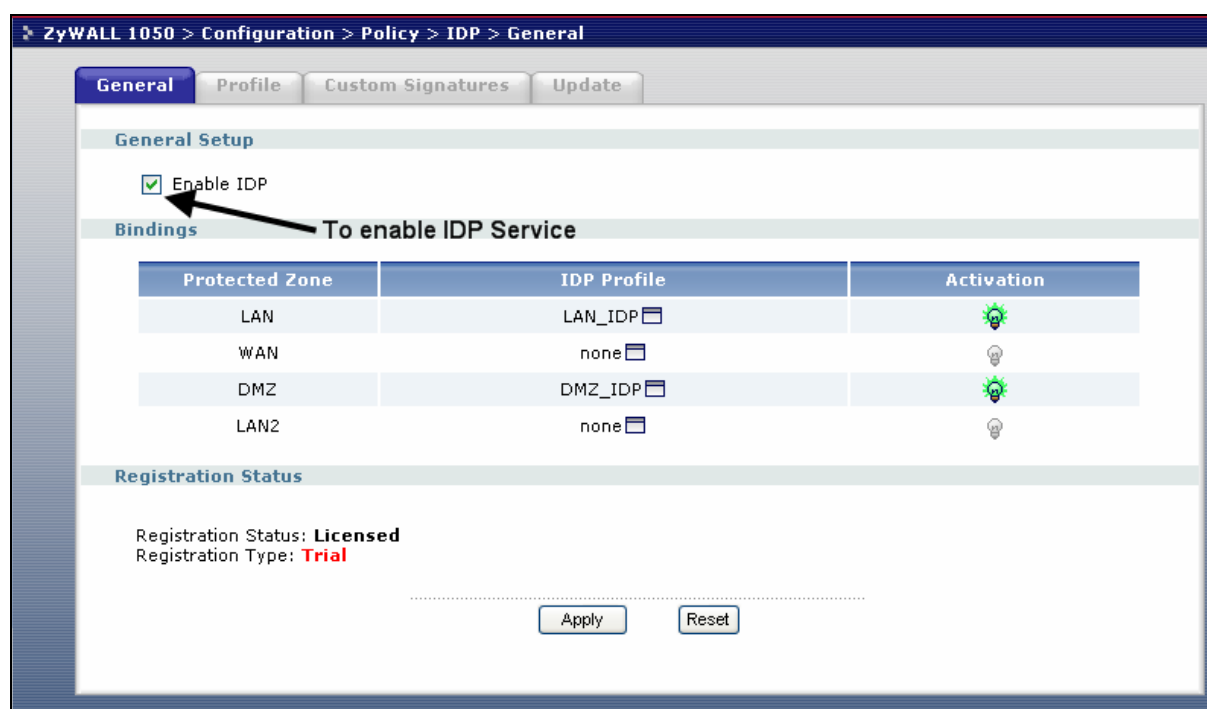 ZyWALL 1050 > Configuration > Policy > IDP > General
General Profile Custom Signatures Update
General Setup
Enable IDP
Bindings
To enable IDP Service
Protected Zone IDP Profile Activation
LAN LAN_IDP
WAN none
DMZ DMZ_IDP
LAN2 none
Registration Status
Registration Status: Licensed
Registration Type: Trial
Apply Reset